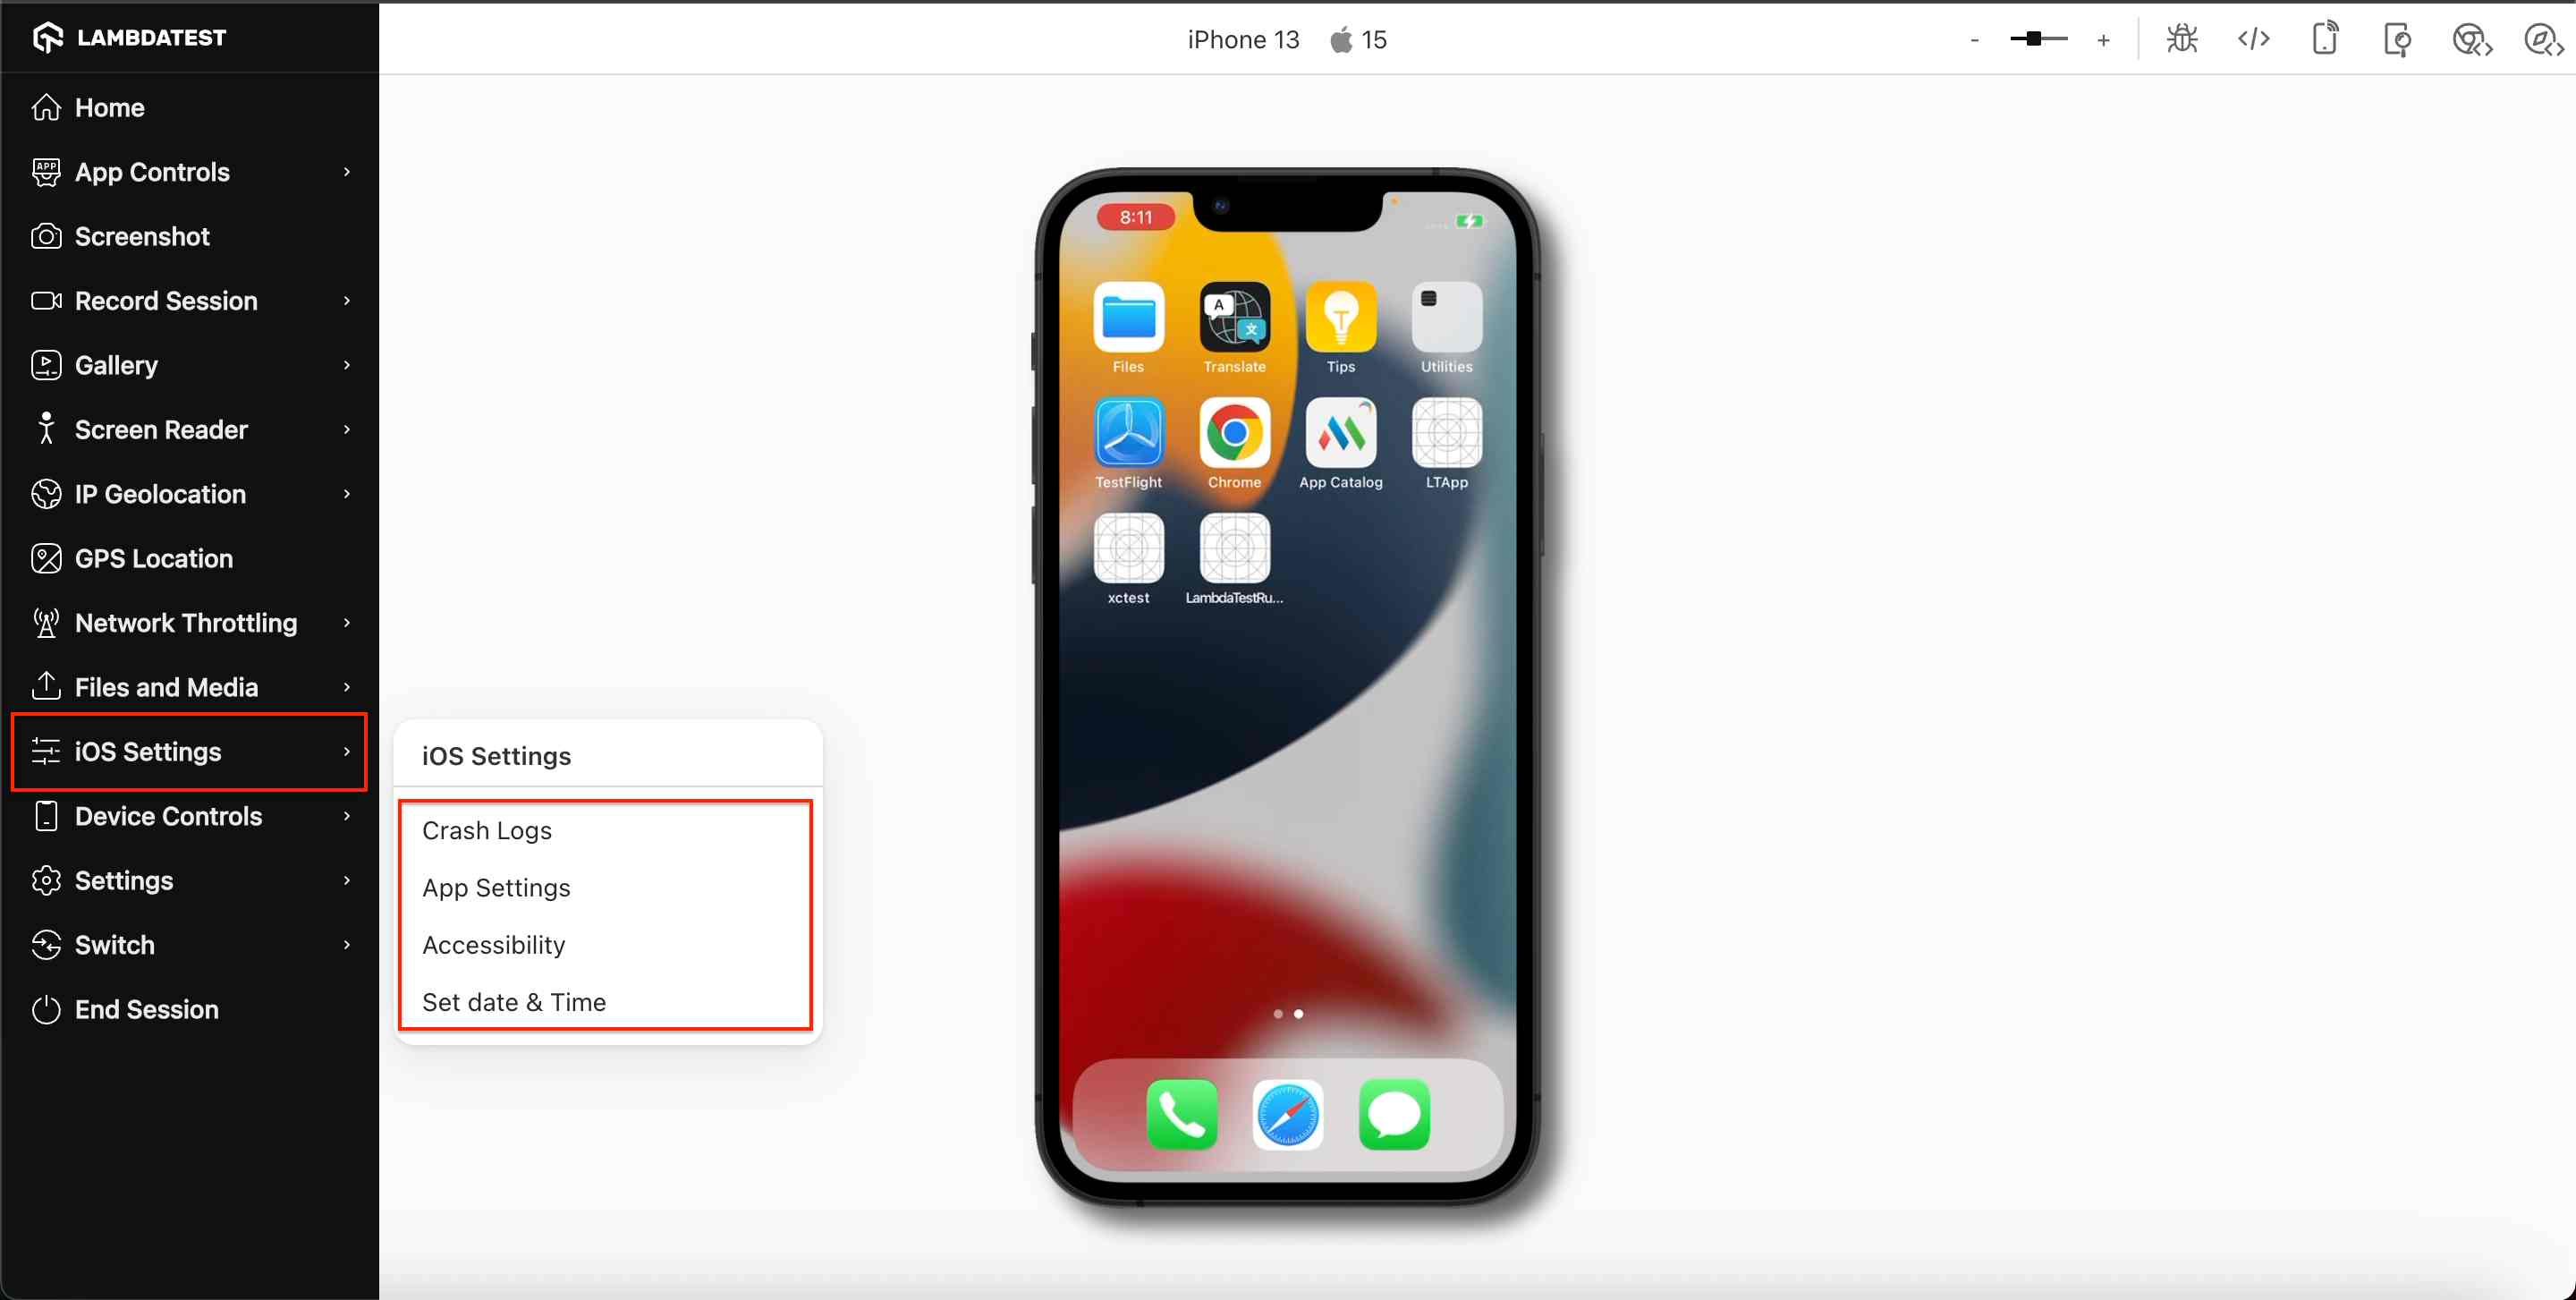 LAMBDATEST
iPhone 13 15
- +
Home
App Controls
Screenshot
Record Session
Gallery
Screen Reader
IP Geolocation
GPS Location
Network Throttling
Files and Media
iOS Settings
Device Controls
Settings
Switch
End Session
iOS Settings
Crash Logs
App Settings
Accessibility
Set date & Time
8:11
Files Translate Tips Utilities
TestFlight Chrome App Catalog LTApp
xctest LambdaTestRu...